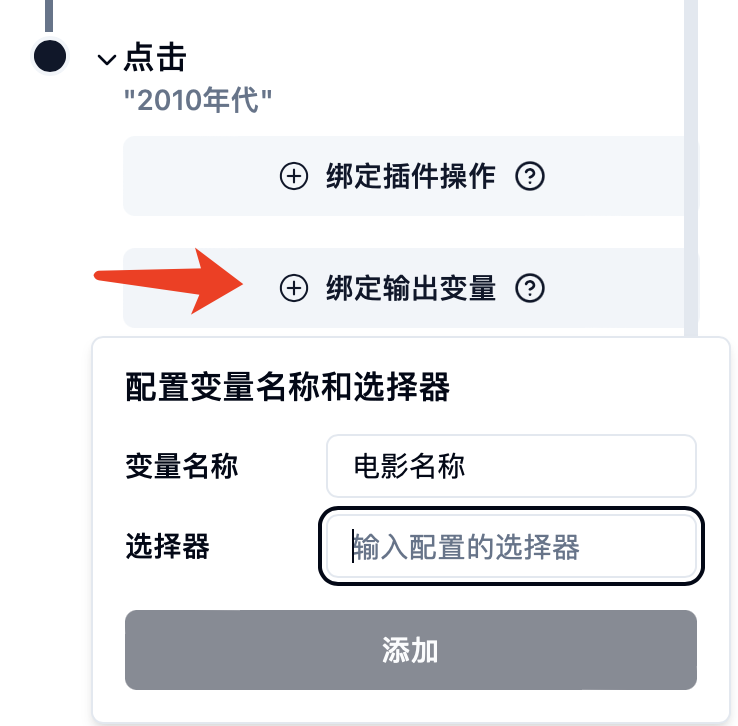 点击
"2010年代"
绑定插件操作
绑定输出变量
配置变量名称和选择器
变量名称 电影名称
选择器 输入配置的选择器
添加